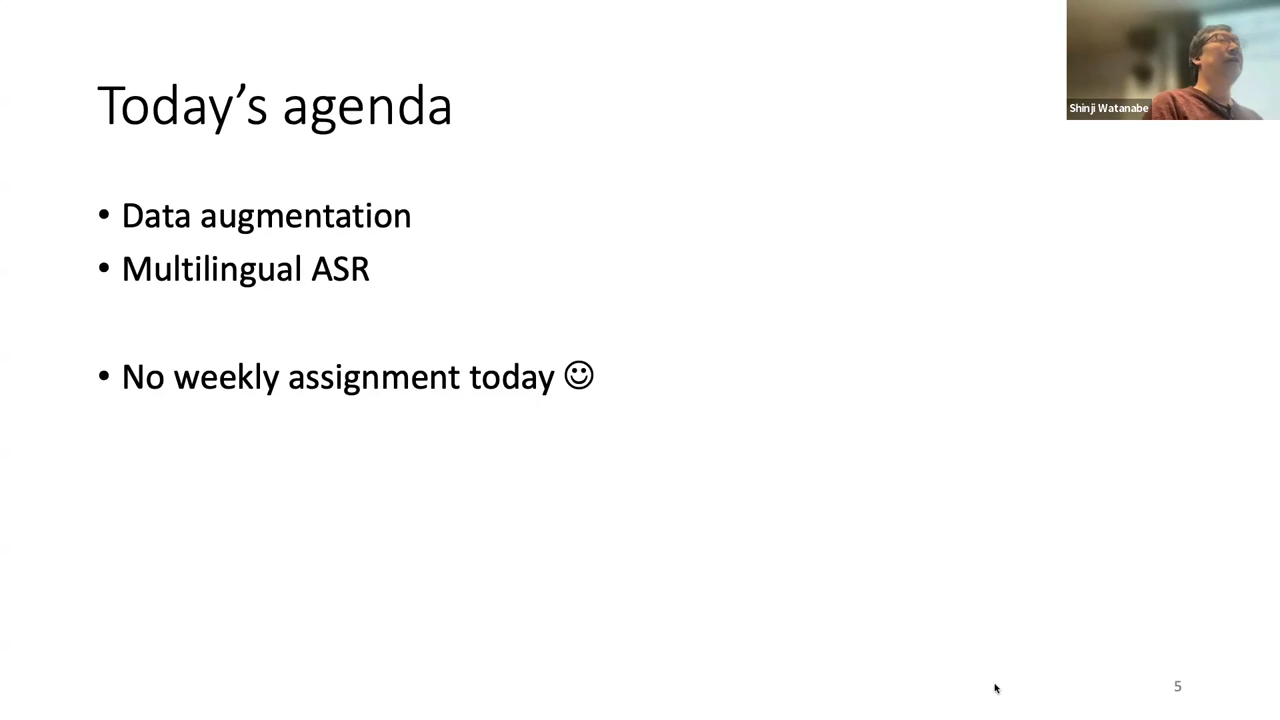 Today’s agenda
Shinji Watanabe
• Data augmentation
• Multilingual ASR
• No weekly assignment today ☺
5